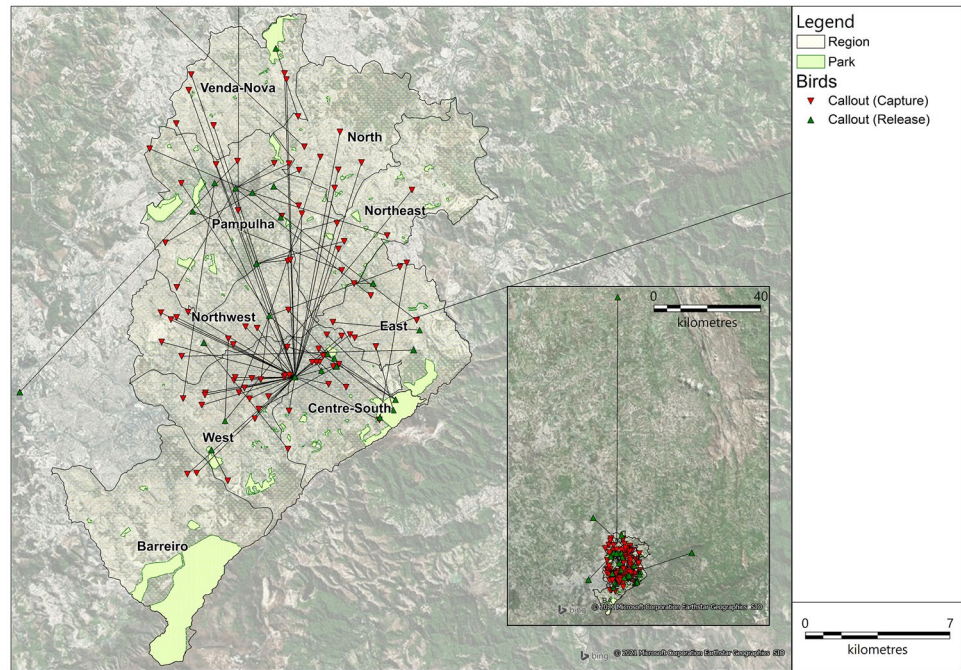 Legend
Region
Park
Birds
Callout (Capture)
Callout (Release)
Venda-Nova
North
Northeast
Pampulha
Northwest
East
Centre-South
West
Barreiro
0 40
kilometres
bing
© 2021 Microsoft Corporation Earthstar Geographics SIO
bing
© 2021 Microsoft Corporation Earthstar Geographics SIO
0 7
kilometres